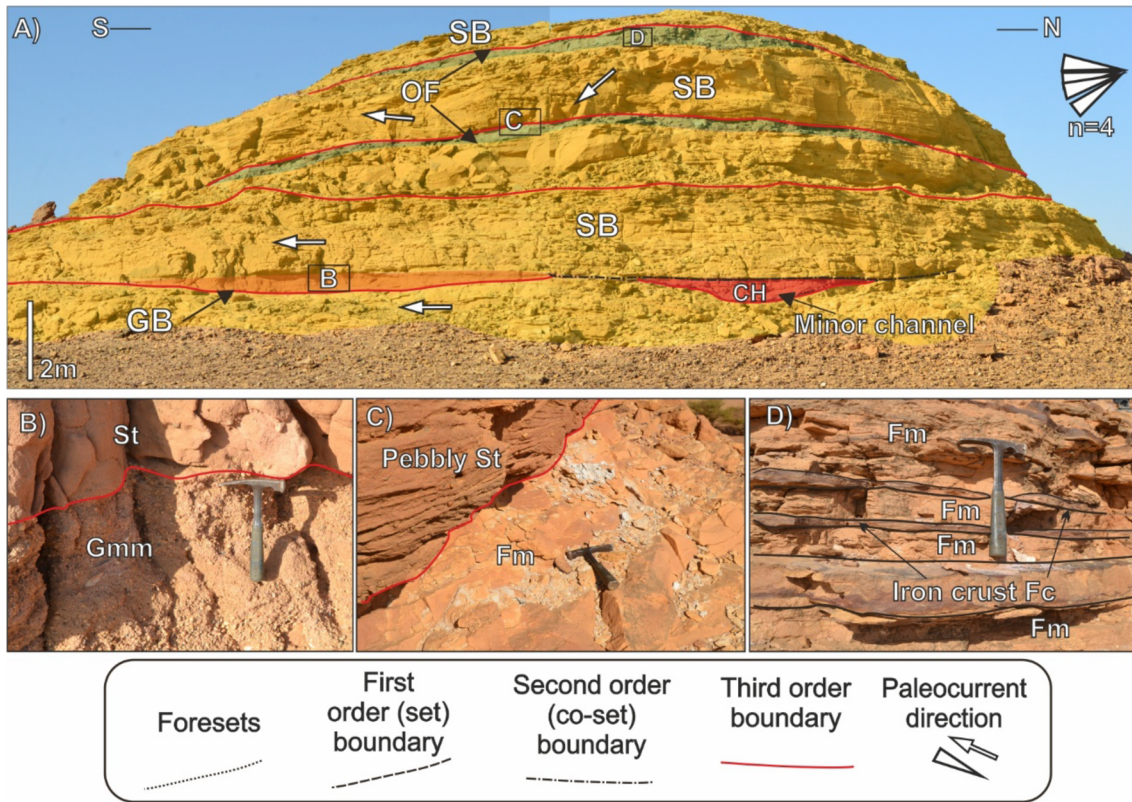 A)
S
N
SB
D
OF
SB
C
n=4
SB
B
CH
GB
Minor channel
2m
B)
St
Gmm
C)
Pebbly St
Fm
D)
Fm
Fm
Fm
Iron crust Fc
Fm
Foresets
First
order (set)
boundary
Second order
(co-set)
boundary
Third order
boundary
Paleocurrent
direction